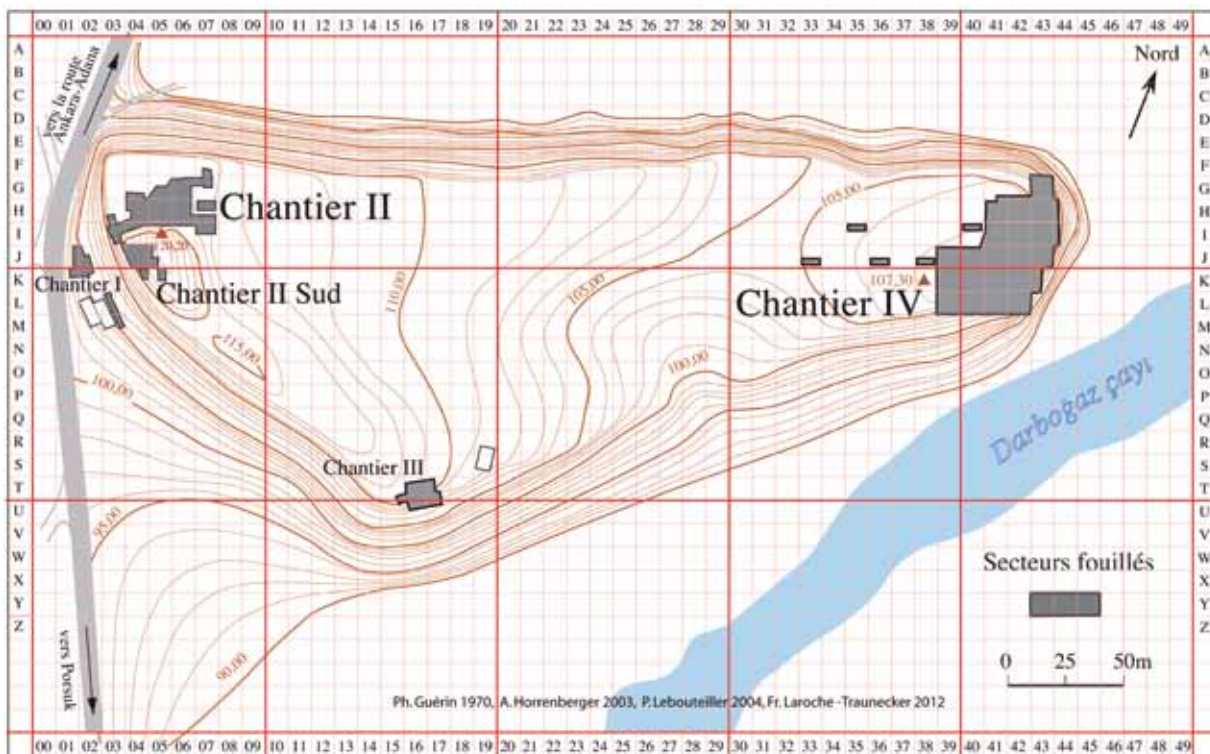 00 01 02 03 04 05 06 07 08 09 10 11 12 13 14 15 16 17 18 19 20 21 22 23 24 25 26 27 28 29 30 31 32 33 34 35 36 37 38 39 40 41 42 43 44 45 46 47 48 49
A
B
C
D
E
F
G
H
I
J
K
L
M
N
O
P
Q
R
S
T
U
V
W
X
Y
Z
vers la route
Ankara-Adana
Nord
Chantier II
Chantier I
Chantier II Sud
115,00
110,00
105,00
100,00
100,00
105,00
107,30
Chantier IV
Chantier III
Darbogaz çayı
95,00
90,00
vers Porsuk
Secteurs fouillés
0 25 50m
Ph. Guérin 1970, A. Horrenberger 2003, P. Lebouteiller 2004, Fr. Laroche-Traunecker 2012
A
B
C
D
E
F
G
H
I
J
K
L
M
N
O
P
Q
R
S
T
U
V
W
X
Y
Z
00 01 02 03 04 05 06 07 08 09 10 11 12 13 14 15 16 17 18 19 20 21 22 23 24 25 26 27 28 29 30 31 32 33 34 35 36 37 38 39 40 41 42 43 44 45 46 47 48 49